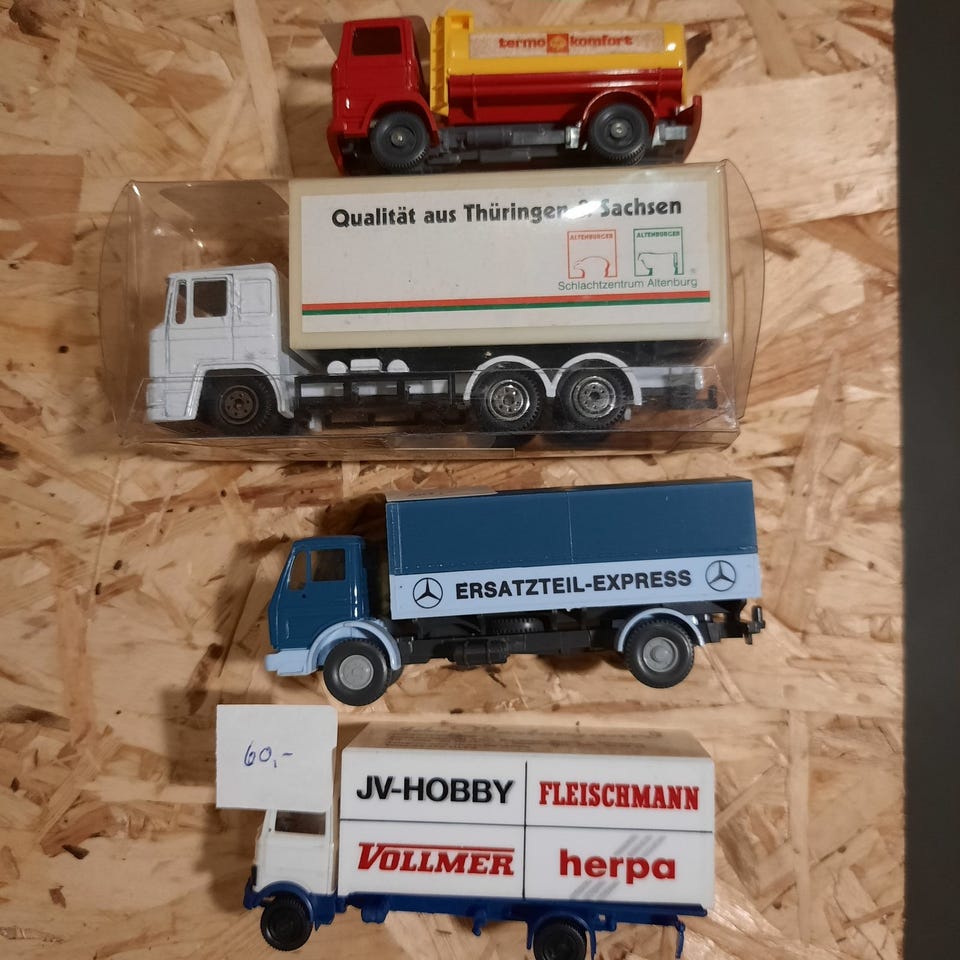 termo komfort
Qualität aus Thüringen & Sachsen
ALTENBURGER ALTENBURGER
Schlachtzentrum Altenburg
ERSATZTEIL-EXPRESS
60,-
JV-HOBBY FLEISCHMANN
VOLLMER herpa